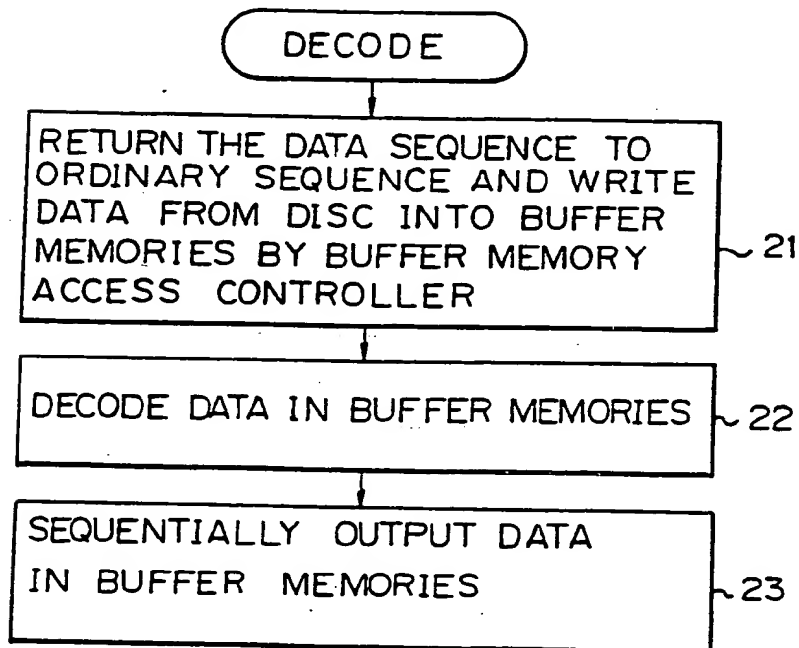 DECODE
RETURN THE DATA SEQUENCE TO
ORDINARY SEQUENCE AND WRITE
DATA FROM DISC INTO BUFFER
MEMORIES BY BUFFER MEMORY
ACCESS CONTROLLER
21
DECODE DATA IN BUFFER MEMORIES
22
SEQUENTIALLY OUTPUT DATA
IN BUFFER MEMORIES
23